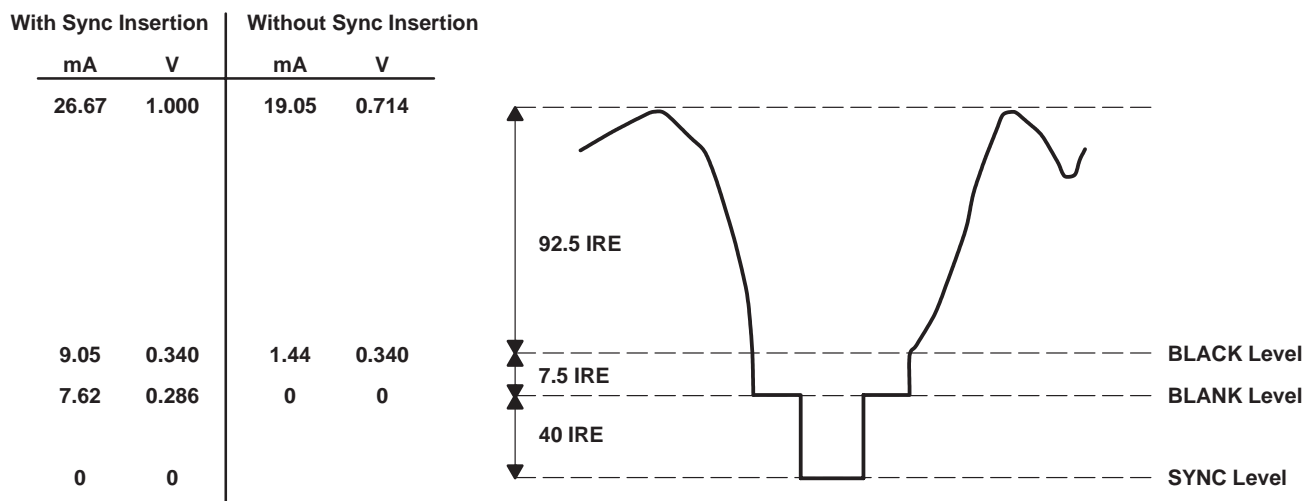 With Sync Insertion Without Sync Insertion
mA V mA V
26.67 1.000 19.05 0.714
92.5 IRE
9.05 0.340 1.44 0.340 BLACK Level
7.5 IRE
7.62 0.286 0 0 BLANK Level
40 IRE
0 0 SYNC Level